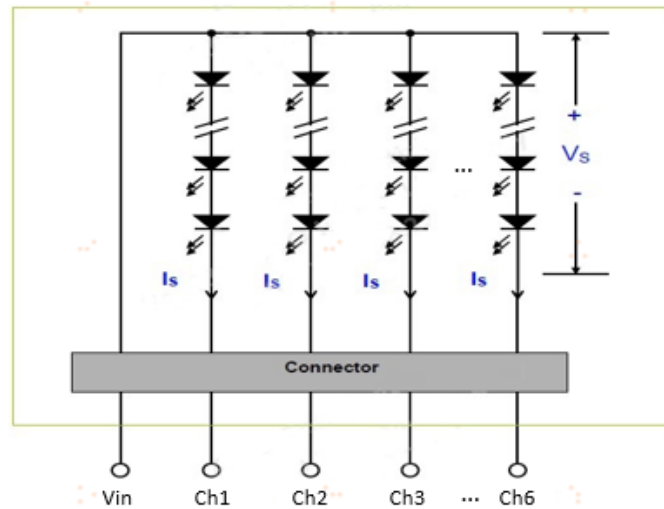 +
Vs
-
...
Is Is Is Is
Connector
Vin Ch1 Ch2 Ch3 ... Ch6